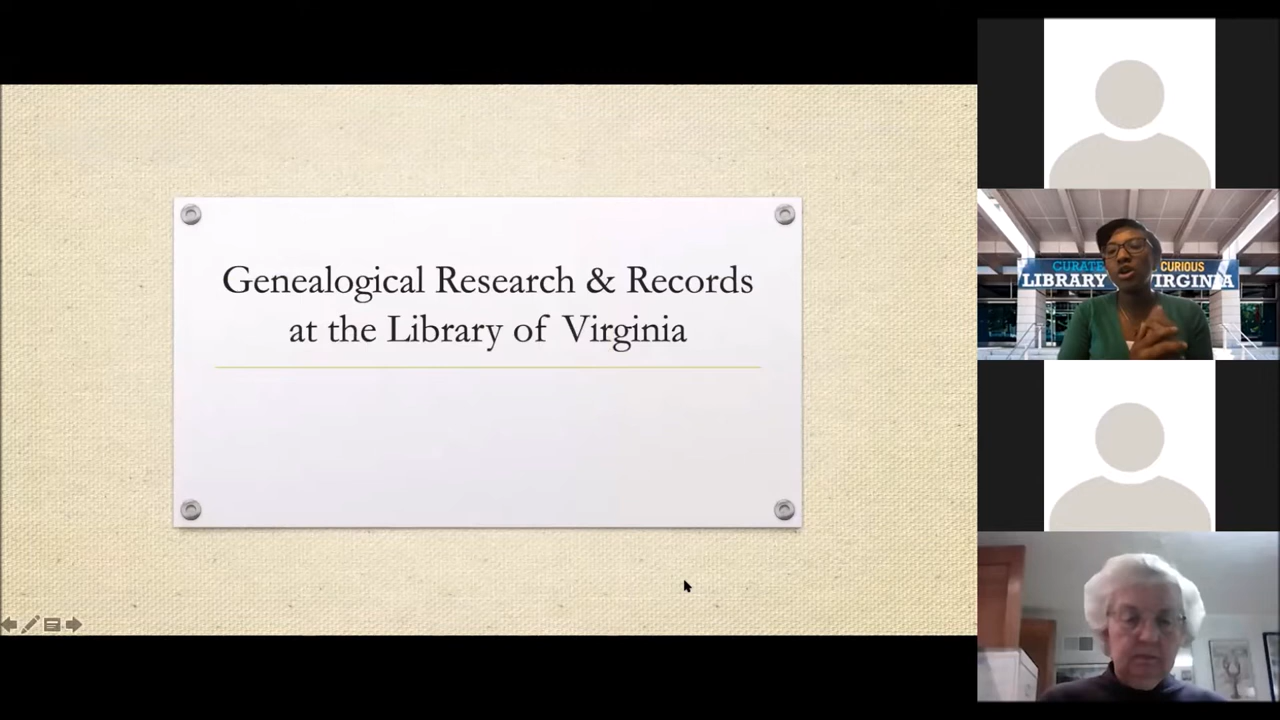 Genealogical Research & Records
at the Library of Virginia
CURATE CURIOUS
LIBRARY VIRGINIA